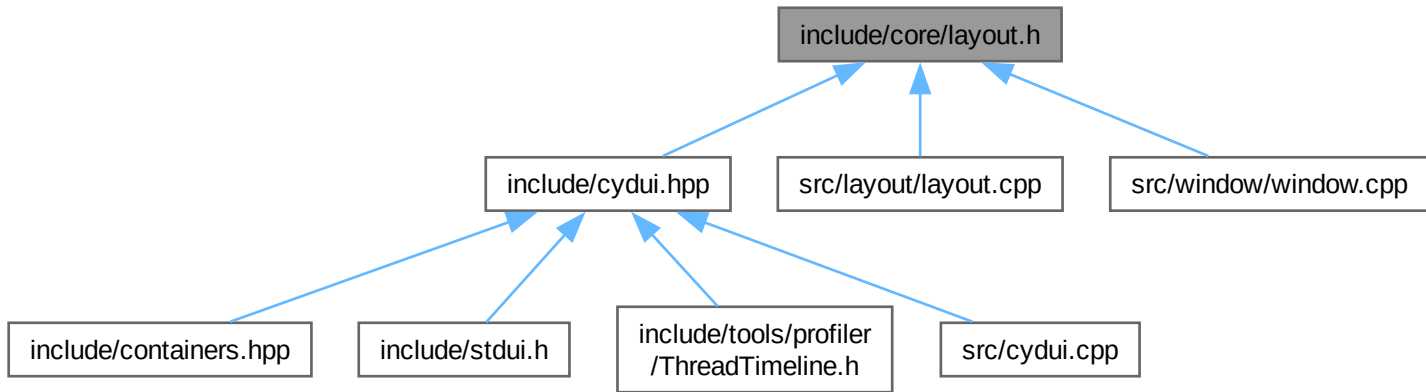 include/core/layout.h
include/cydui.hpp
src/layout/layout.cpp
src/window/window.cpp
include/containers.hpp
include/stdui.h
include/tools/profiler
/ThreadTimeline.h
src/cydui.cpp